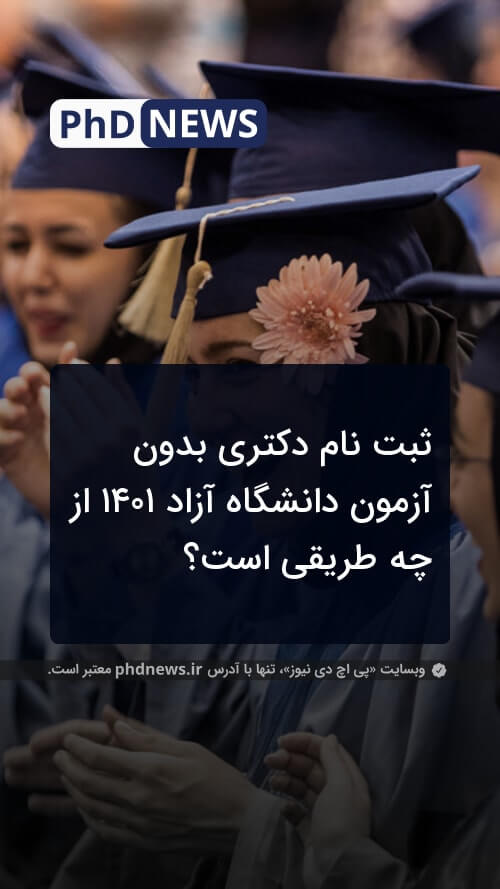 PhD NEWS
ثبت نام دکتری بدون
آزمون دانشگاه آزاد ۱۴۰۱ از
چه طریقی است؟
وبسایت «پی اچ دی نیوز»، تنها با آدرس phdnews.ir معتبر است.